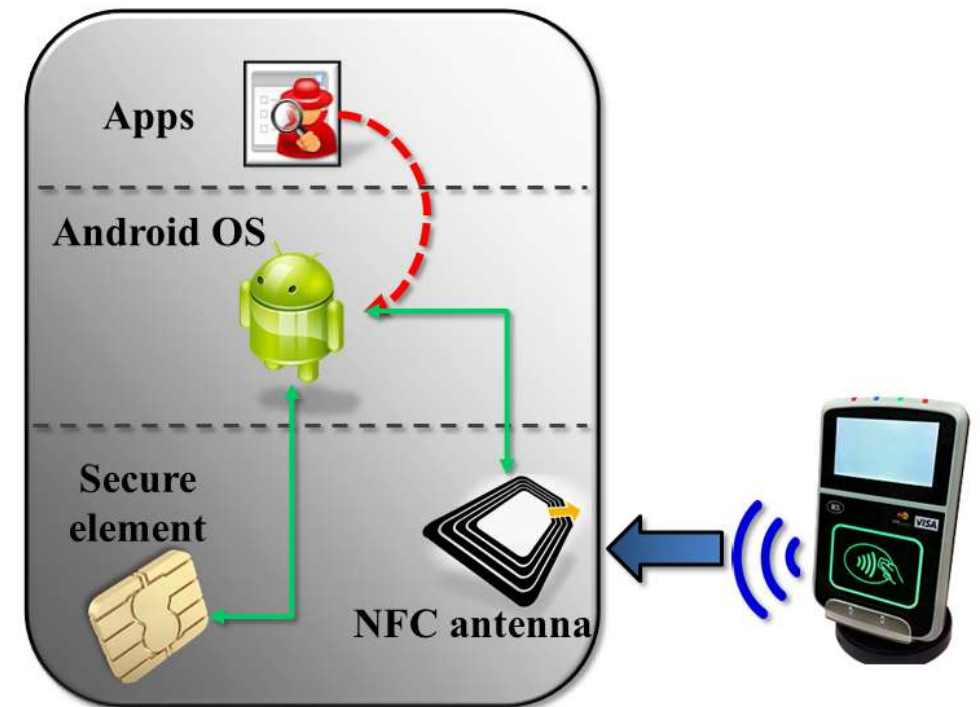 Apps
Android OS
Secure
element
NFC antenna
VISA